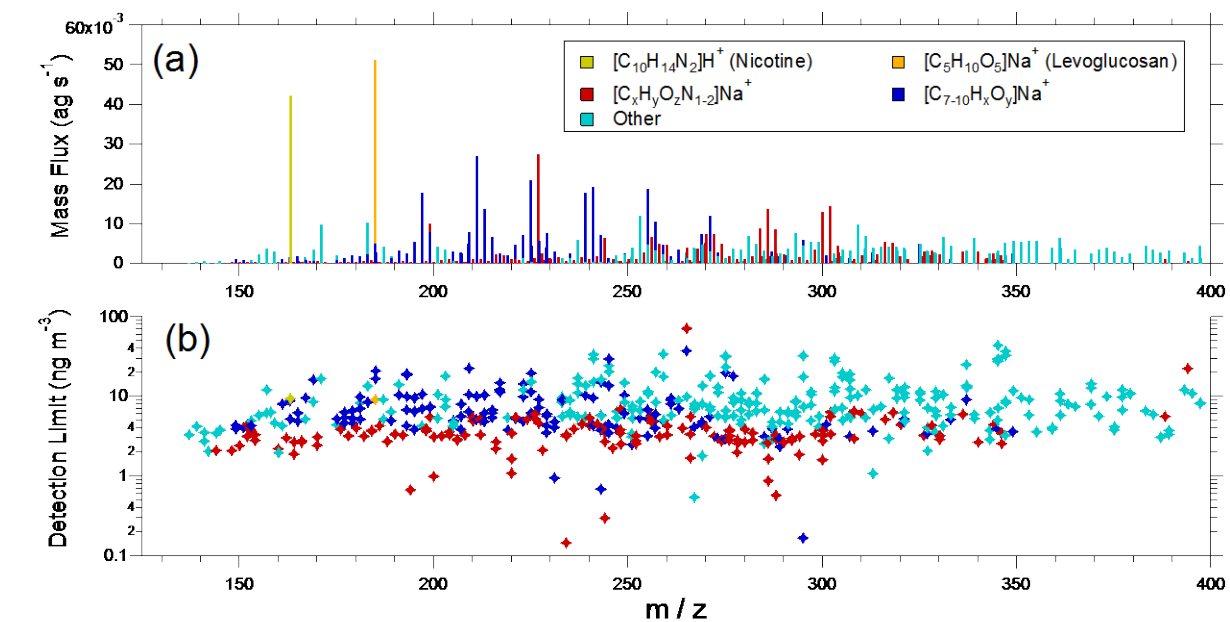 (a)
60x10⁻³
50
40
30
20
10
0
Mass Flux (ag s⁻¹)
[C₁₀H₁₄N₂]H⁺ (Nicotine)
[C₅H₁₀O₅]Na⁺ (Levoglucosan)
[CₓHᵧO_zN₁₋₂]Na⁺
[C₇₋₁₀HₓOᵧ]Na⁺
Other
150 200 250 300 350 400
(b)
100
4
2
10
4
2
1
4
2
0.1
Detection Limit (ng m⁻³)
150 200 250 300 350 400
m / z